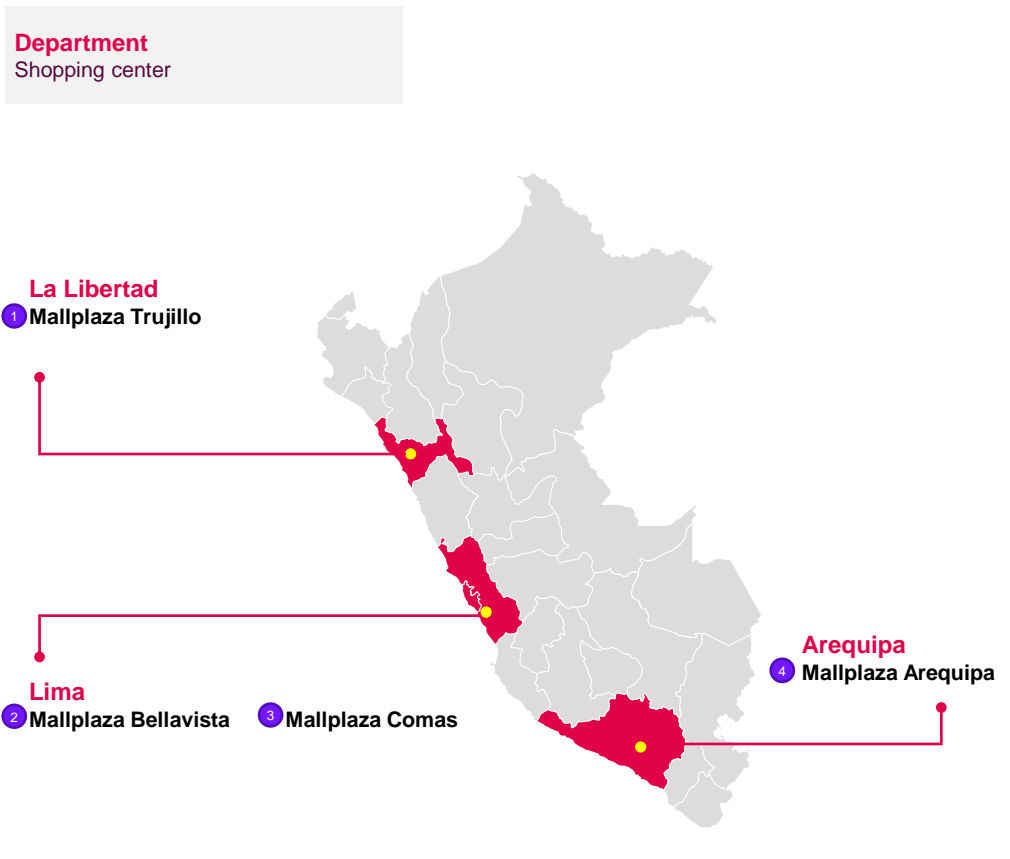 Department
Shopping center
La Libertad
1 Mallplaza Trujillo
Lima
2 Mallplaza Bellavista 3 Mallplaza Comas
Arequipa
4 Mallplaza Arequipa